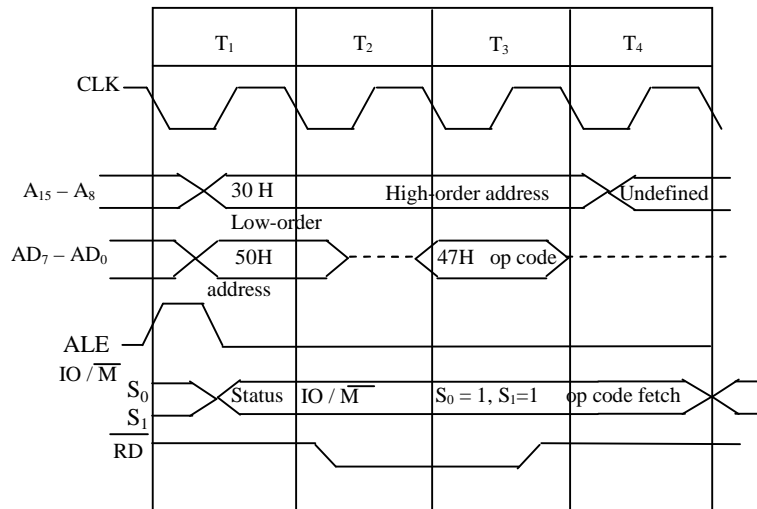 T₁ T₂ T₃ T₄
CLK
A₁₅ – A₈ 30 H High-order address Undefined
Low-order
AD₇ – AD₀ 50H 47H op code
address
ALE
IO / M̅
S₀ Status IO / M̅ S₀ = 1, S₁=1 op code fetch
S₁
R̅D̅